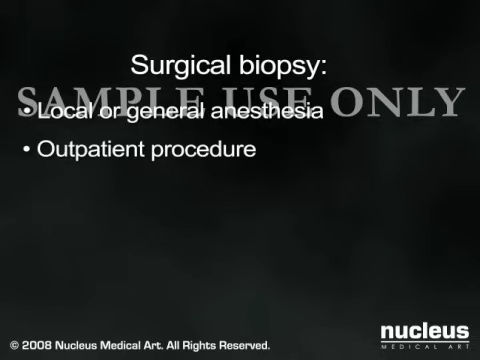 Surgical biopsy:
SAMPLE USE ONLY
• Local or general anesthesia
• Outpatient procedure
nucleus
MEDICAL ART
© 2008 Nucleus Medical Art. All Rights Reserved.